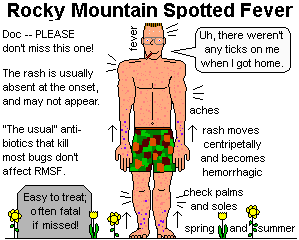 Rocky Mountain Spotted Fever
Doc -- PLEASE
don't miss this one!
The rash is usually
absent at the onset,
and may not appear.
"The usual" anti-
biotics that kill
most bugs don't
affect RMSF.
Easy to treat;
often fatal
if missed!
fever
Uh, there weren't
any ticks on me
when I got home.
aches
rash moves
centripetally
and becomes
hemorrhagic
check palms
and soles
spring and summer